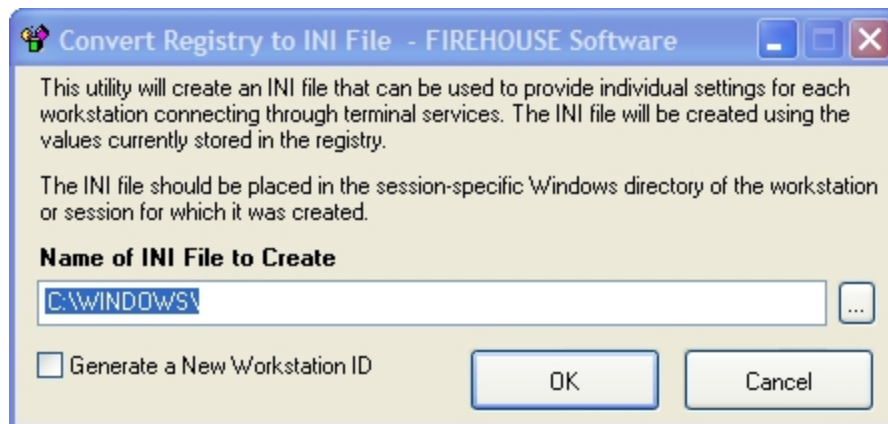 Convert Registry to INI File - FIREHOUSE Software
This utility will create an INI file that can be used to provide individual settings for each
workstation connecting through terminal services. The INI file will be created using the
values currently stored in the registry.
The INI file should be placed in the session-specific Windows directory of the workstation
or session for which it was created.
Name of INI File to Create
C:\WINDOWS\
...
Generate a New Workstation ID
OK
Cancel